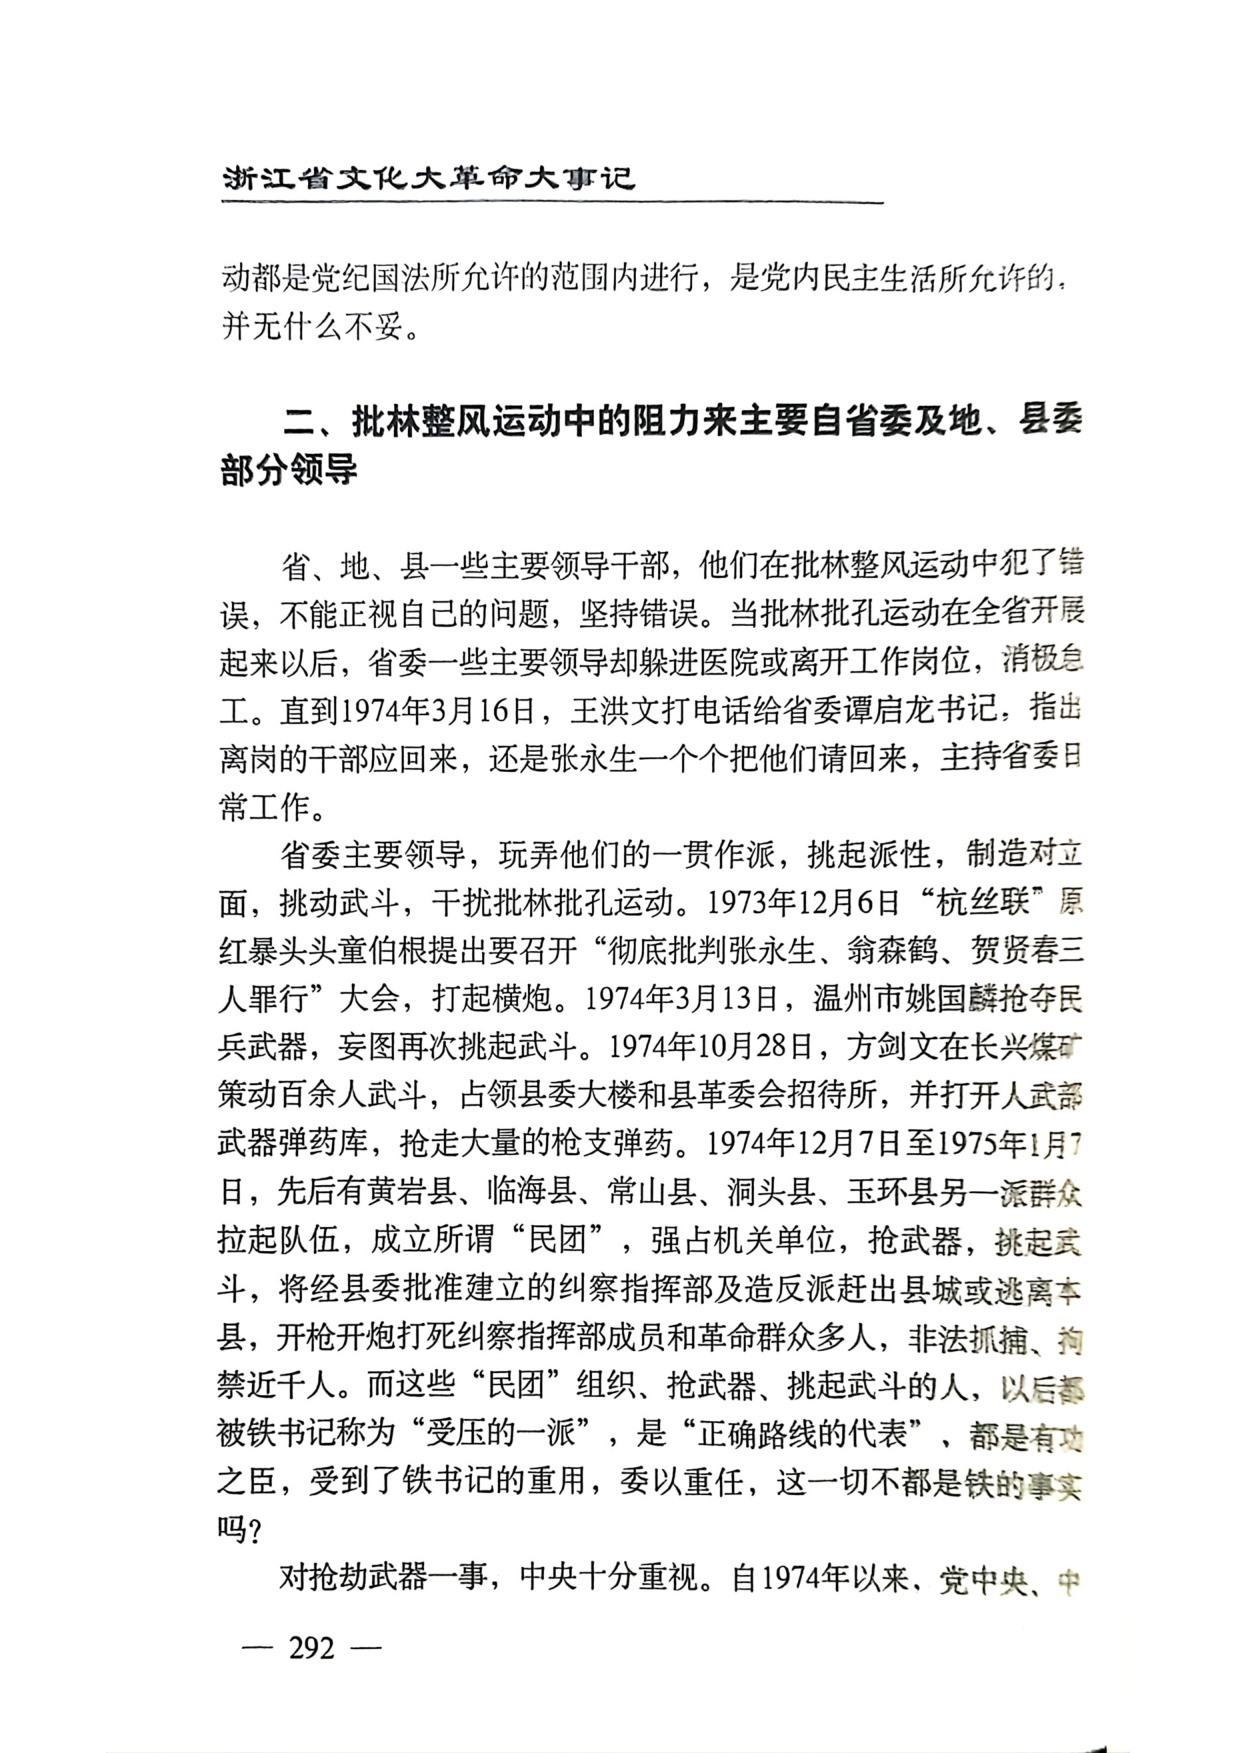 浙江省文化大革命大事记
动都是党纪国法所允许的范围内进行，是党内民主生活所允许的，
并无什么不妥。
二、批林整风运动中的阻力来主要自省委及地、县委
部分领导
省、地、县一些主要领导干部，他们在批林整风运动中犯了错
误，不能正视自己的问题，坚持错误。当批林批孔运动在全省开展
起来以后，省委一些主要领导却躲进医院或离开工作岗位，消极怠
工。直到1974年3月16日，王洪文打电话给省委谭启龙书记，指出
离岗的干部应回来，还是张永生一个个把他们请回来，主持省委日
常工作。
省委主要领导，玩弄他们的一贯作派，挑起派性，制造对立
面，挑动武斗，干扰批林批孔运动。1973年12月6日“杭丝联”原
红暴头头童伯根提出要召开“彻底批判张永生、翁森鹤、贺贤春三
人罪行”大会，打起横炮。1974年3月13日，温州市姚国麟抢夺民
兵武器，妄图再次挑起武斗。1974年10月28日，方剑文在长兴煤矿
策动百余人武斗，占领县委大楼和县革委会招待所，并打开人武部
武器弹药库，抢走大量的枪支弹药。1974年12月7日至1975年1月7
日，先后有黄岩县、临海县、常山县、洞头县、玉环县另一派群众
拉起队伍，成立所谓“民团”，强占机关单位，抢武器，挑起武
斗，将经县委批准建立的纠察指挥部及造反派赶出县城或逃离本
县，开枪开炮打死纠察指挥部成员和革命群众多人，非法抓捕、拘
禁近千人。而这些“民团”组织、抢武器、挑起武斗的人，以后都
被铁书记称为“受压的一派”，是“正确路线的代表”、都是有功
之臣，受到了铁书记的重用，委以重任，这一切不都是铁的事实
吗？
对抢劫武器一事，中央十分重视。自1974年以来，党中央、中
— 292 —